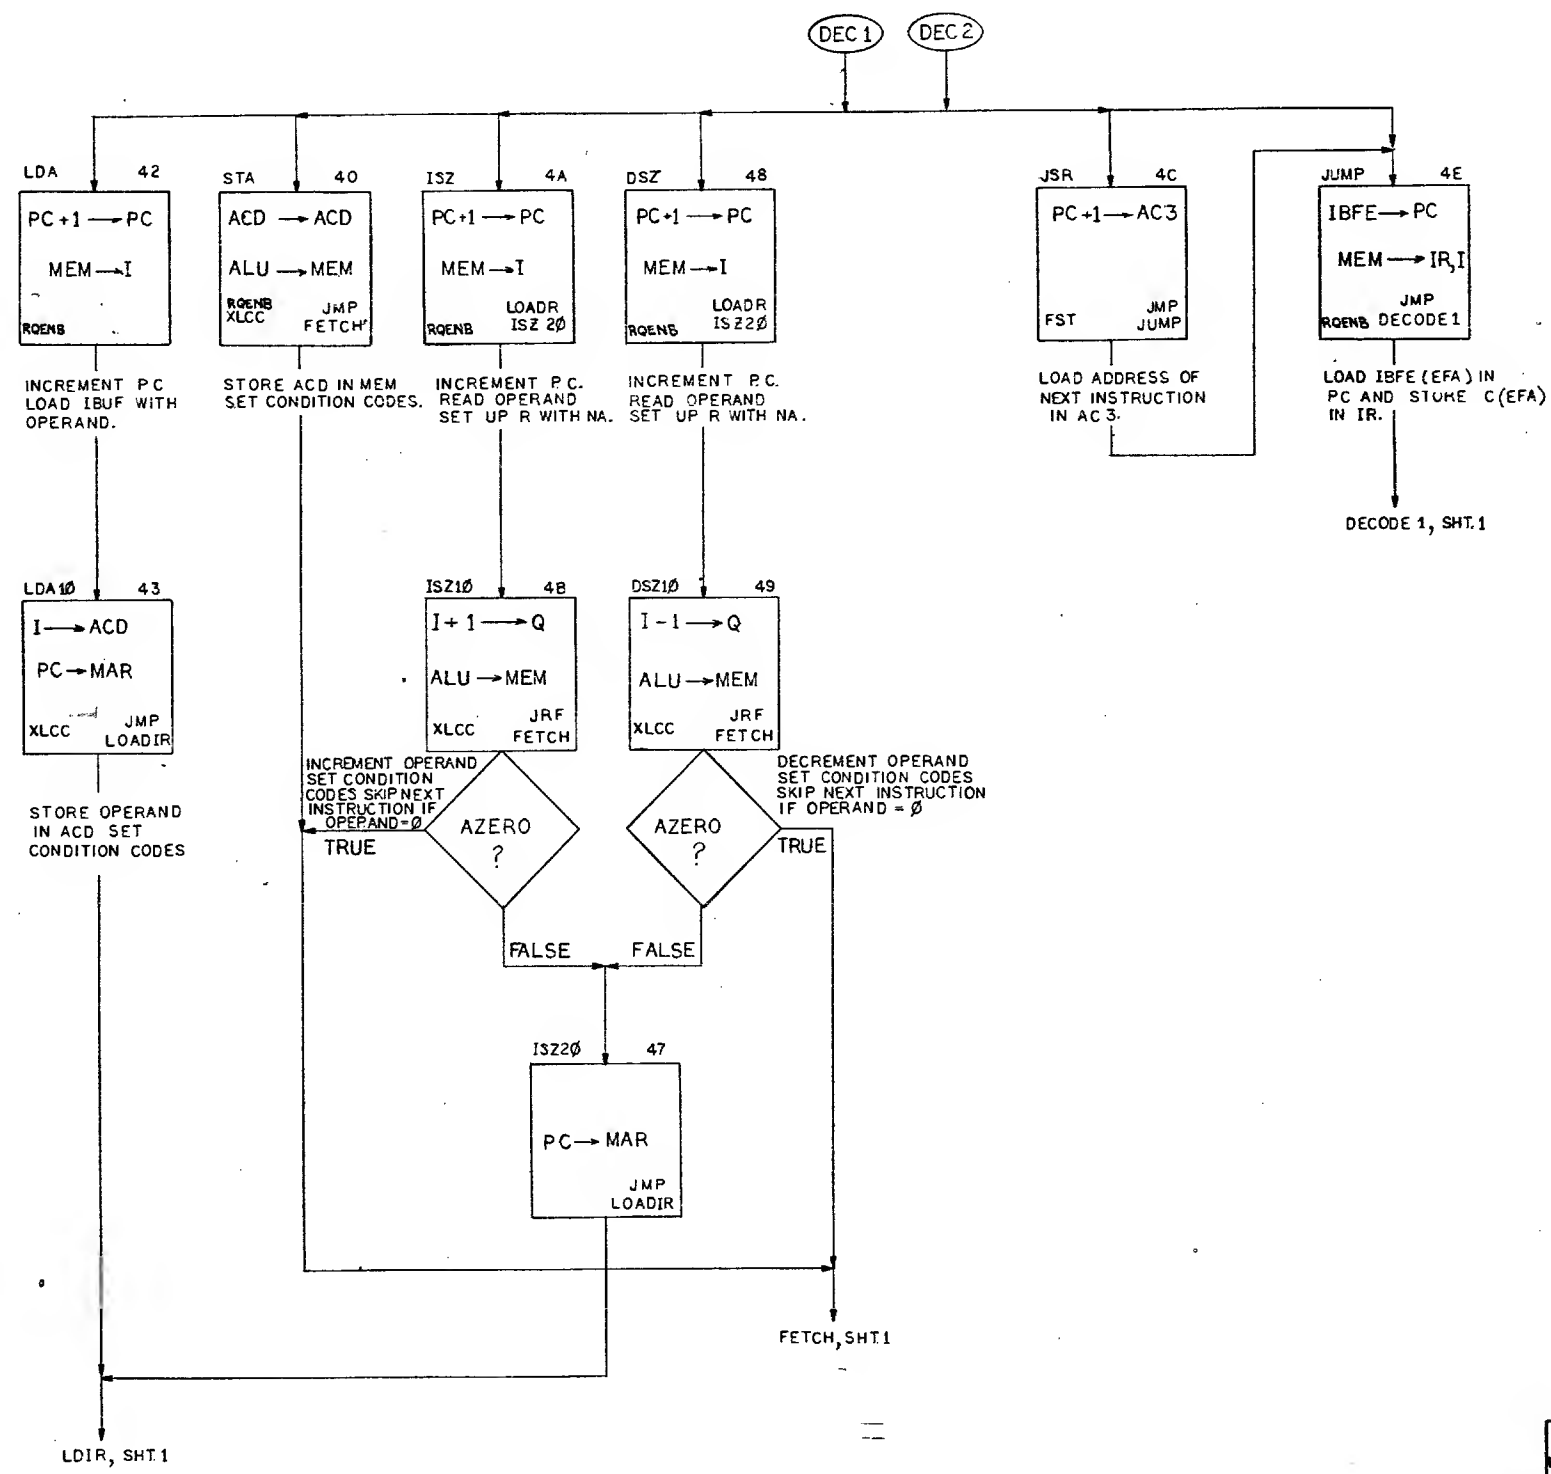 DEC 1
DEC 2
LDA 42
PC+1→PC
MEM→I
RQENB
INCREMENT PC
LOAD IBUF WITH
OPERAND.
STA 40
ACD→ACD
ALU→MEM
RQENB
XLCC
JMP
FETCH
STORE ACD IN MEM
SET CONDITION CODES.
ISZ 4A
PC+1→PC
MEM→I
RQENB
LOADR
ISZ 2Ø
INCREMENT P.C.
READ OPERAND
SET UP R WITH NA.
DSZ 48
PC+1→PC
MEM→I
RQENB
LOADR
ISZ2Ø
INCREMENT P.C.
READ OPERAND
SET UP R WITH NA.
JSR 4C
PC+1→AC3
FST
JMP
JUMP
LOAD ADDRESS OF
NEXT INSTRUCTION
IN AC3.
JUMP 4E
IBFE→PC
MEM→IR,I
RQENB
JMP
DECODE1
LOAD IBFE (EFA) IN
PC AND STORE C(EFA)
IN IR.
DECODE 1, SHT.1
LDA1Ø 43
I→ACD
PC→MAR
XLCC
JMP
LOADIR
STORE OPERAND
IN ACD SET
CONDITION CODES
ISZ1Ø 4B
I+1→Q
ALU→MEM
XLCC
JRF
FETCH
INCREMENT OPERAND
SET CONDITION
CODES SKIP NEXT
INSTRUCTION IF
OPERAND=Ø
AZERO
?
TRUE
FALSE
DSZ1Ø 49
I-1→Q
ALU→MEM
XLCC
JRF
FETCH
DECREMENT OPERAND
SET CONDITION CODES
SKIP NEXT INSTRUCTION
IF OPERAND = Ø
AZERO
?
TRUE
FALSE
ISZ2Ø 47
PC→MAR
JMP
LOADIR
FETCH, SHT.1
LDIR, SHT.1